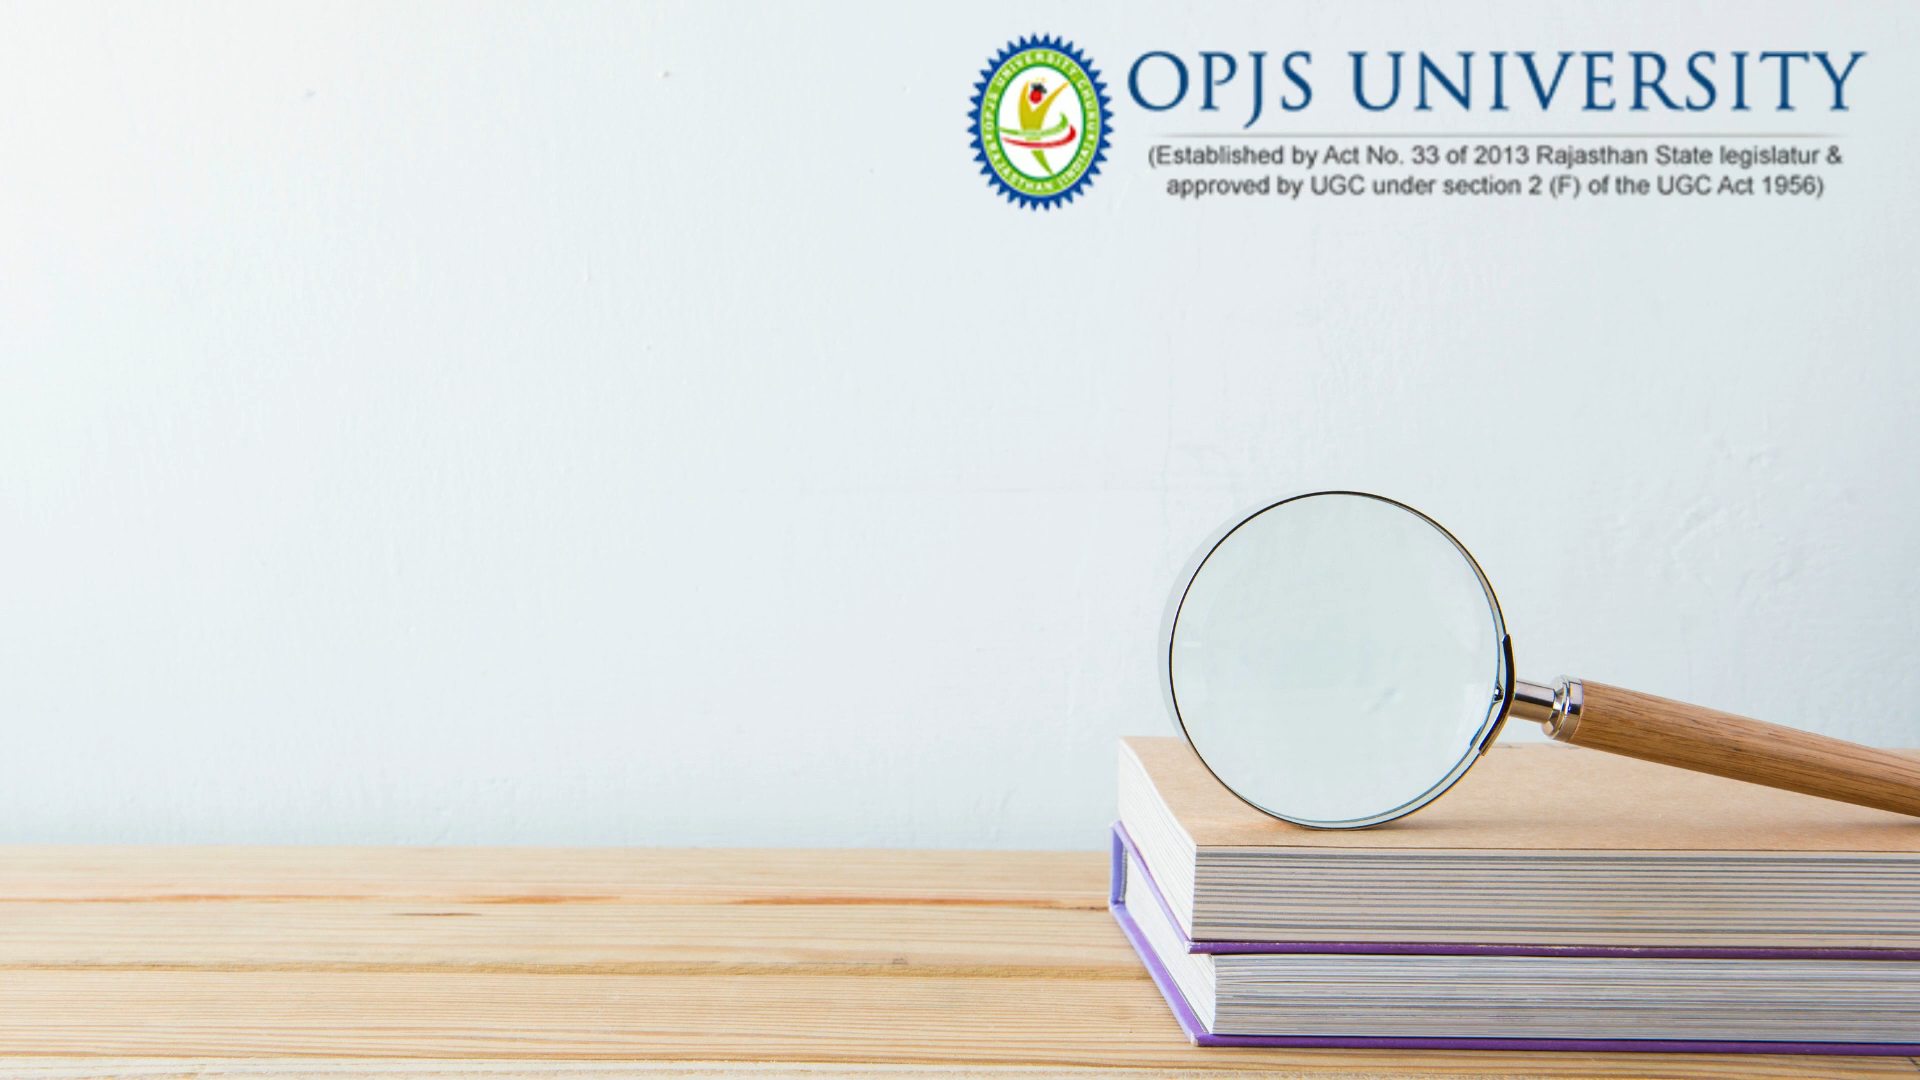 OPJS UNIVERSITY
(Established by Act No. 33 of 2013 Rajasthan State legislatur &
approved by UGC under section 2 (F) of the UGC Act 1956)